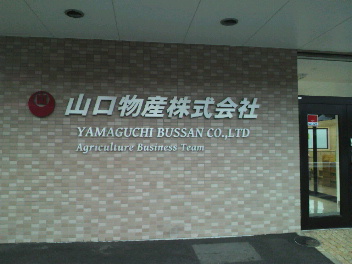 山口物産株式会社
YAMAGUCHI BUSSAN CO.,LTD
Agriculture Business Team